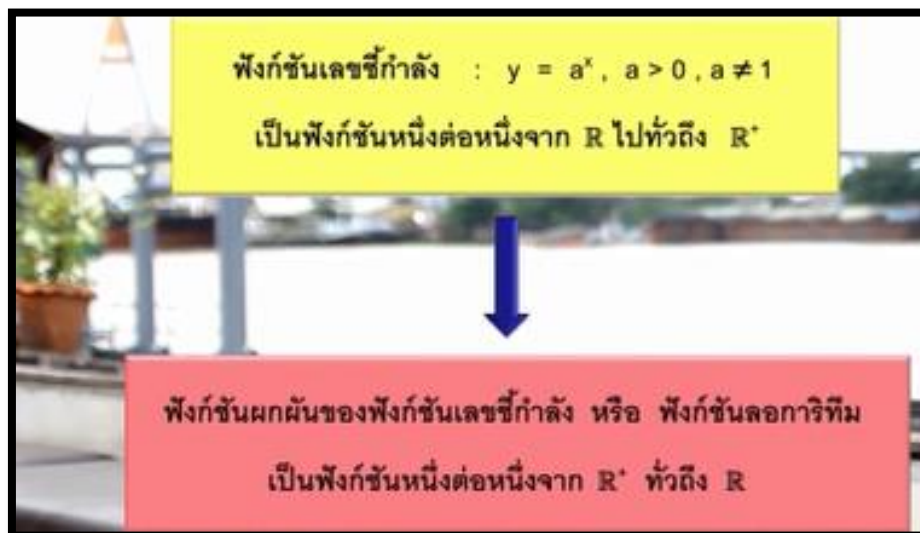 ฟังก์ชันเลขชี้กำลัง : y = aˣ , a > 0 , a ≠ 1
เป็นฟังก์ชันหนึ่งต่อหนึ่งจาก ℝ ไปทั่วถึง ℝ⁺
ฟังก์ชันผกผันของฟังก์ชันเลขชี้กำลัง หรือ ฟังก์ชันลอการิทึม
เป็นฟังก์ชันหนึ่งต่อหนึ่งจาก ℝ⁺ ทั่วถึง ℝ